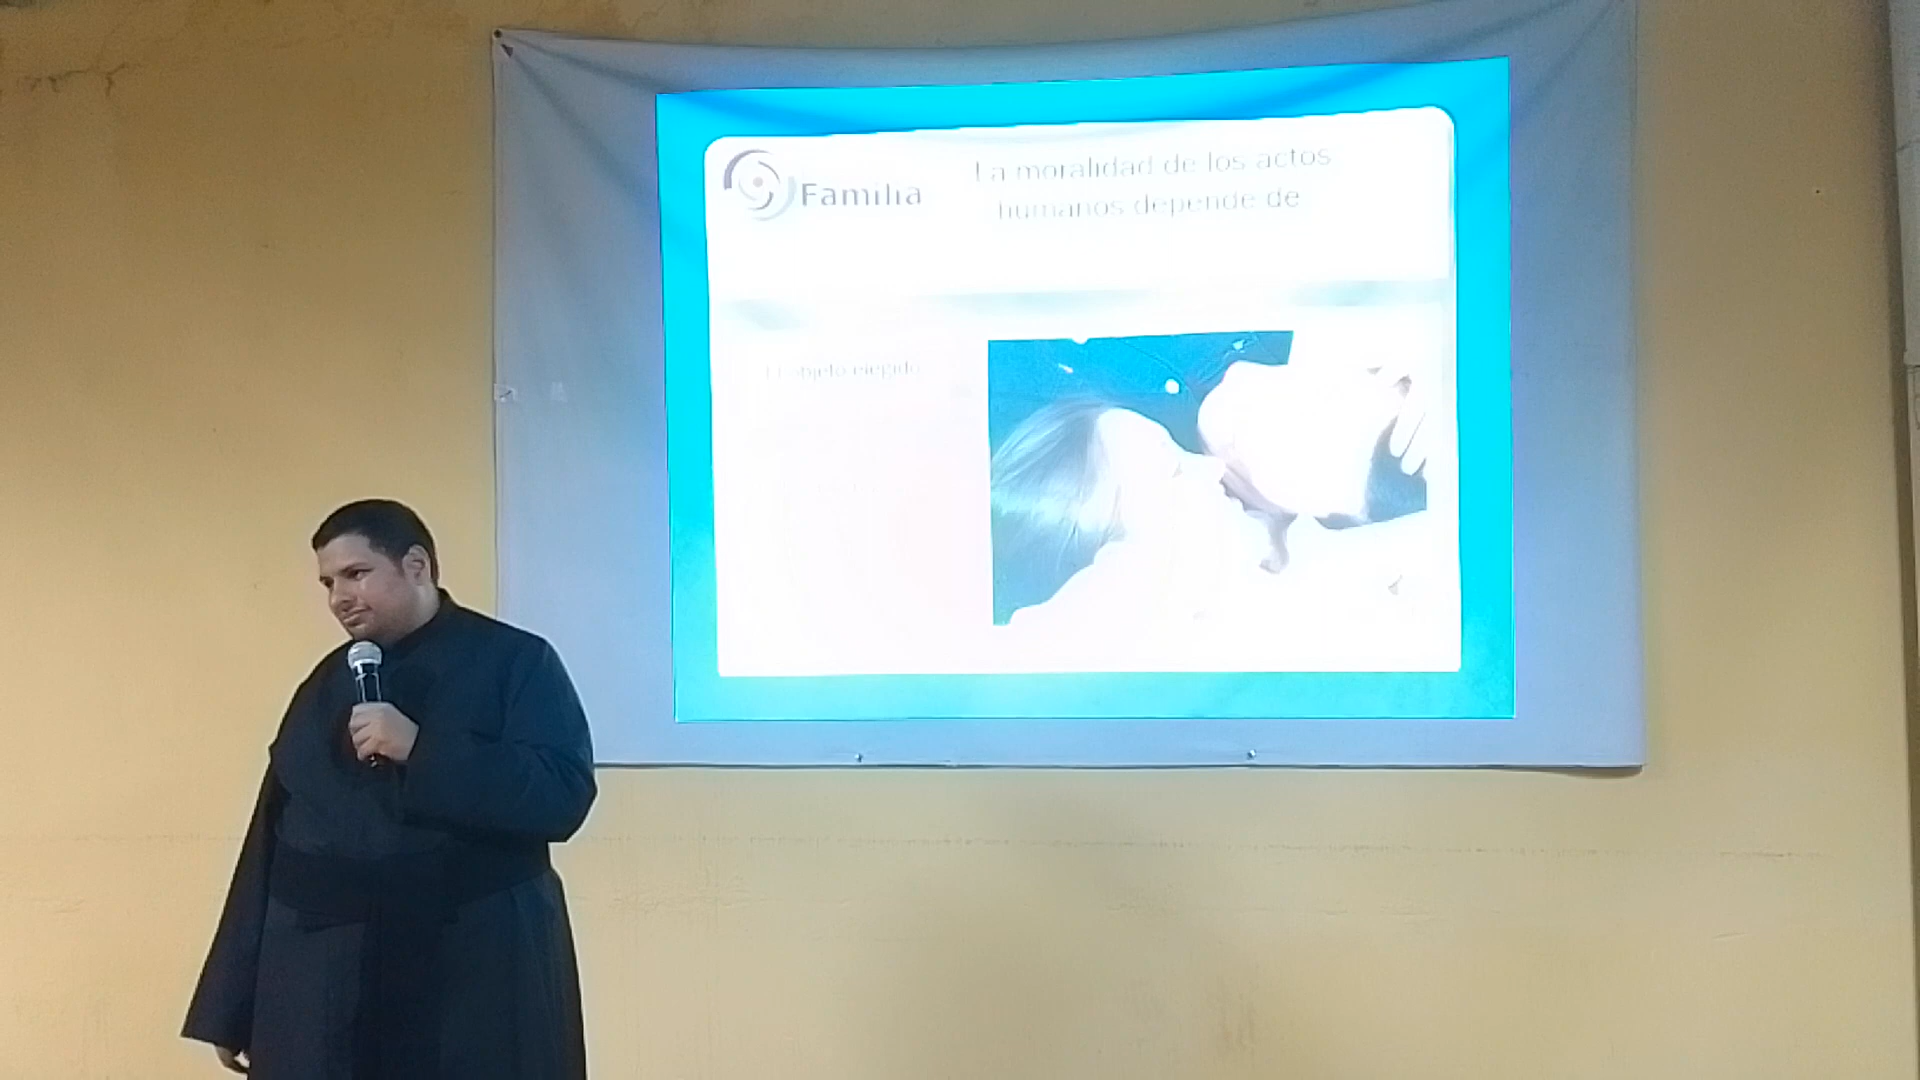 Familia
La moralidad de los actos
humanos depende de
El objeto elegido